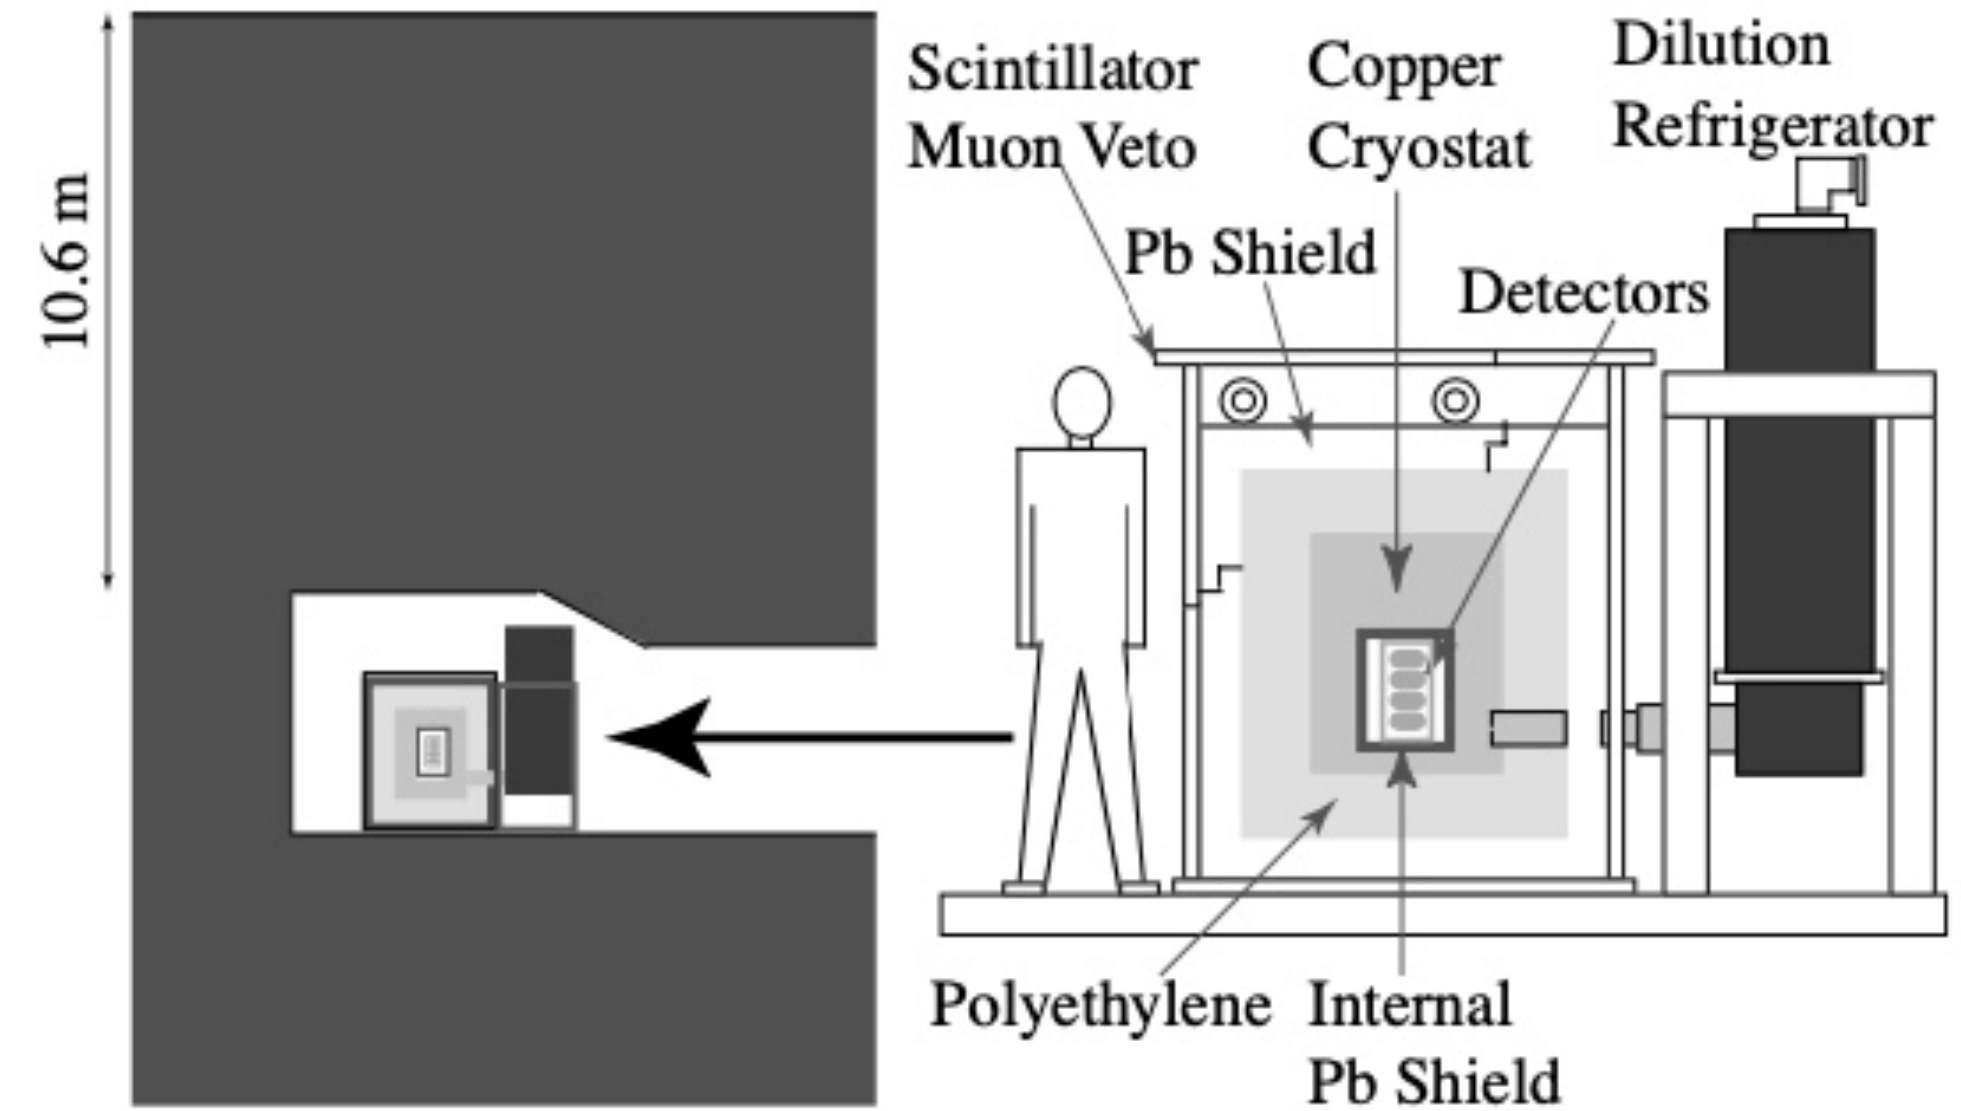 10.6 m
Scintillator
Muon Veto
Copper
Cryostat
Dilution
Refrigerator
Pb Shield
Detectors
Polyethylene
Internal
Pb Shield